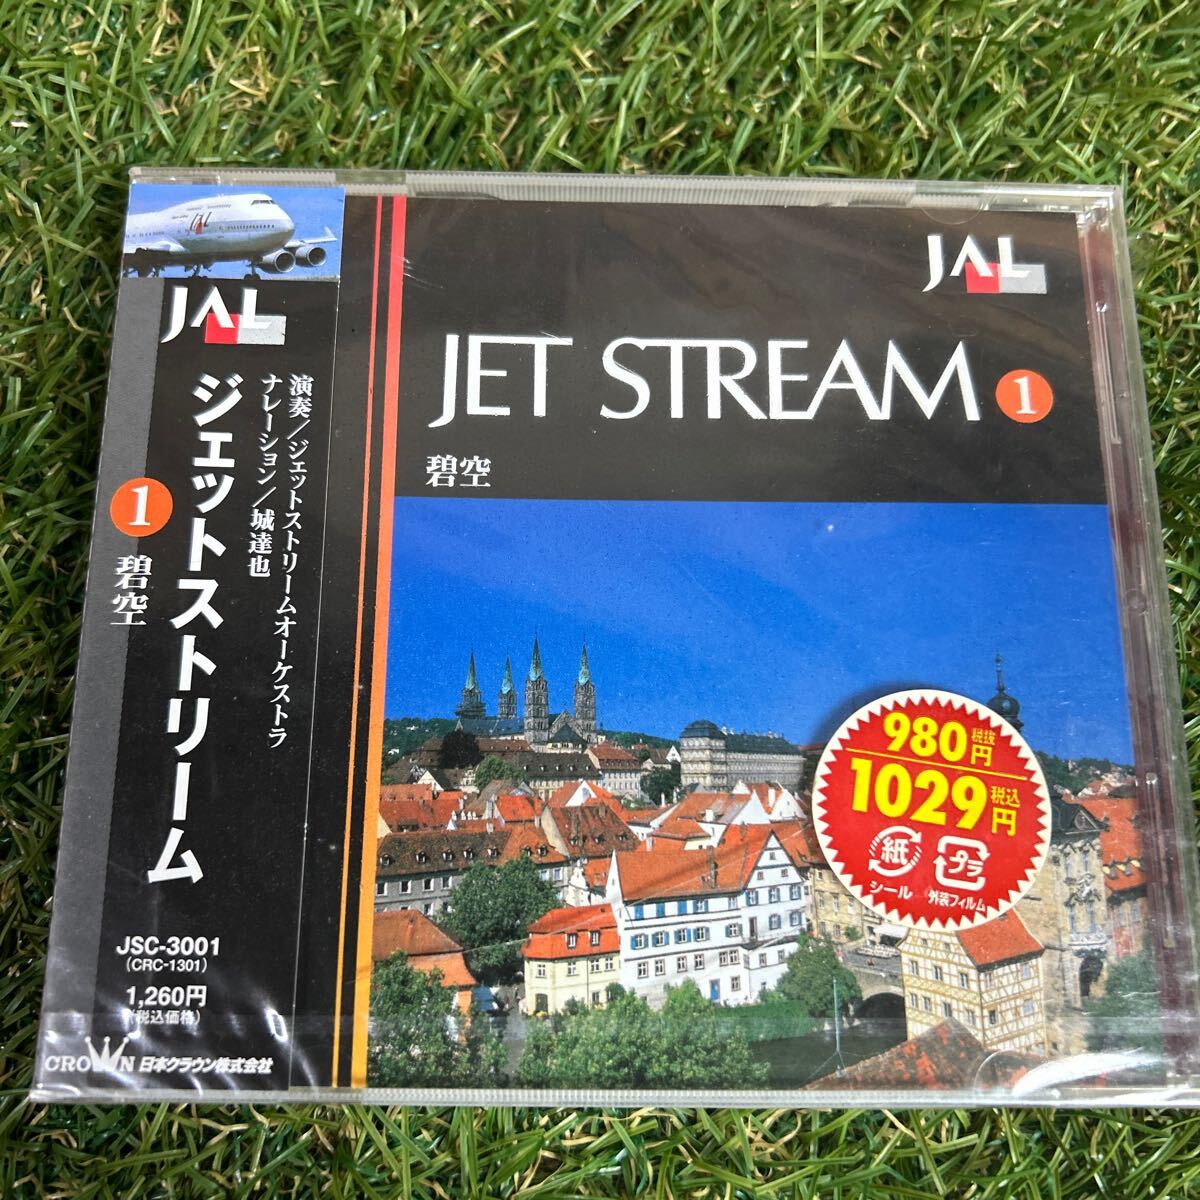 JAL
ジェットストリーム
演奏／ジェットストリームオーケストラ
ナレーション／城達也
1
碧空
JSC-3001
(CRC-1301)
1,260円
(税込価格)
CROWN 日本クラウン株式会社
JAL
JET STREAM 1
碧空
980円 税抜
1029円 税込
紙
シール
プラ
外装フィルム